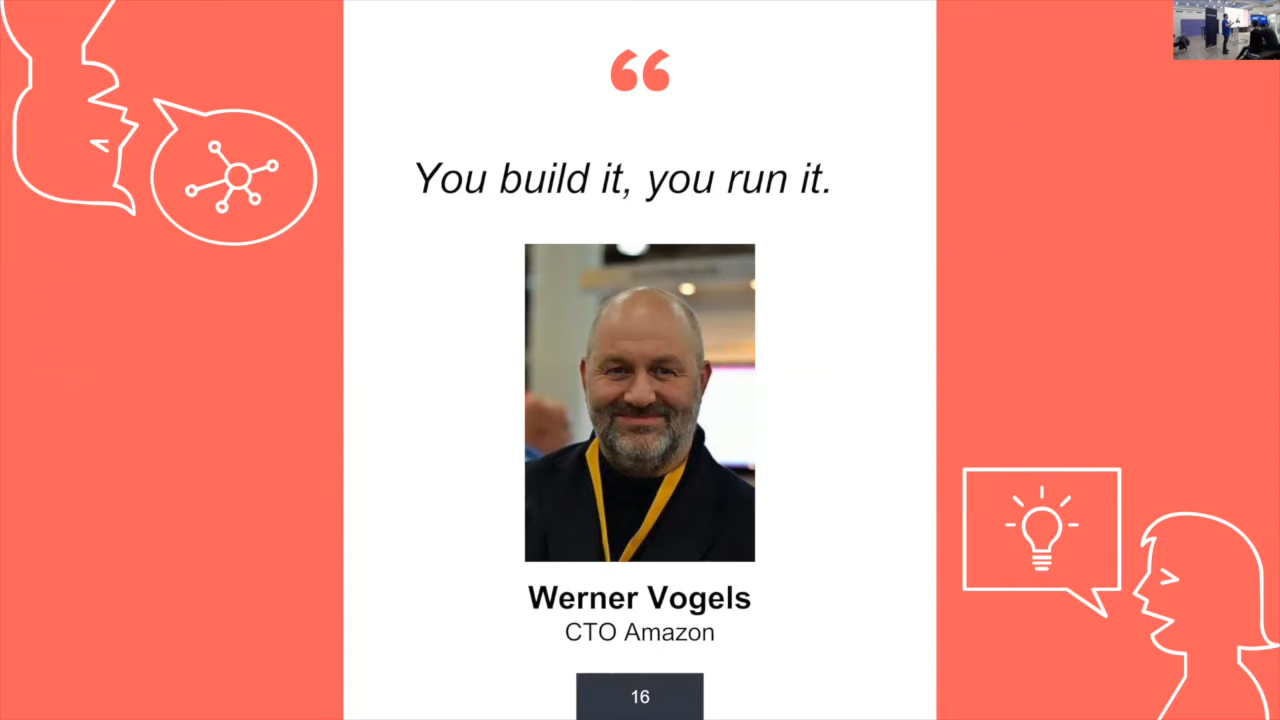 “
You build it, you run it.
Werner Vogels
CTO Amazon
16